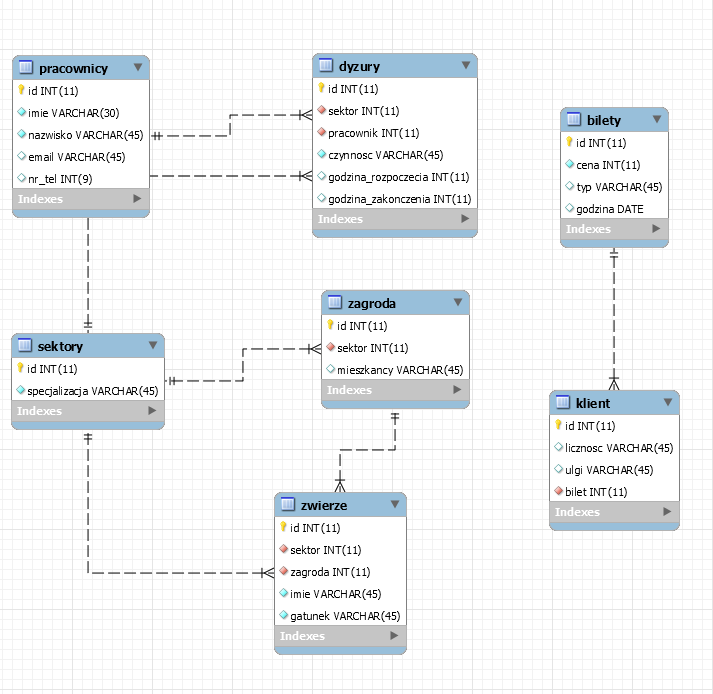 pracownicy
id INT(11)
imie VARCHAR(30)
nazwisko VARCHAR(45)
email VARCHAR(45)
nr_tel INT(9)
Indexes
dyzury
id INT(11)
sektor INT(11)
pracownik INT(11)
czynnosc VARCHAR(45)
godzina_rozpoczecia INT(11)
godzina_zakonczenia INT(11)
Indexes
bilety
id INT(11)
cena INT(11)
typ VARCHAR(45)
godzina DATE
Indexes
sektory
id INT(11)
specjalizacja VARCHAR(45)
Indexes
zagroda
id INT(11)
sektor INT(11)
mieszkancy VARCHAR(45)
Indexes
klient
id INT(11)
licznosc VARCHAR(45)
ulgi VARCHAR(45)
bilet INT(11)
Indexes
zwierze
id INT(11)
sektor INT(11)
zagroda INT(11)
imie VARCHAR(45)
gatunek VARCHAR(45)
Indexes